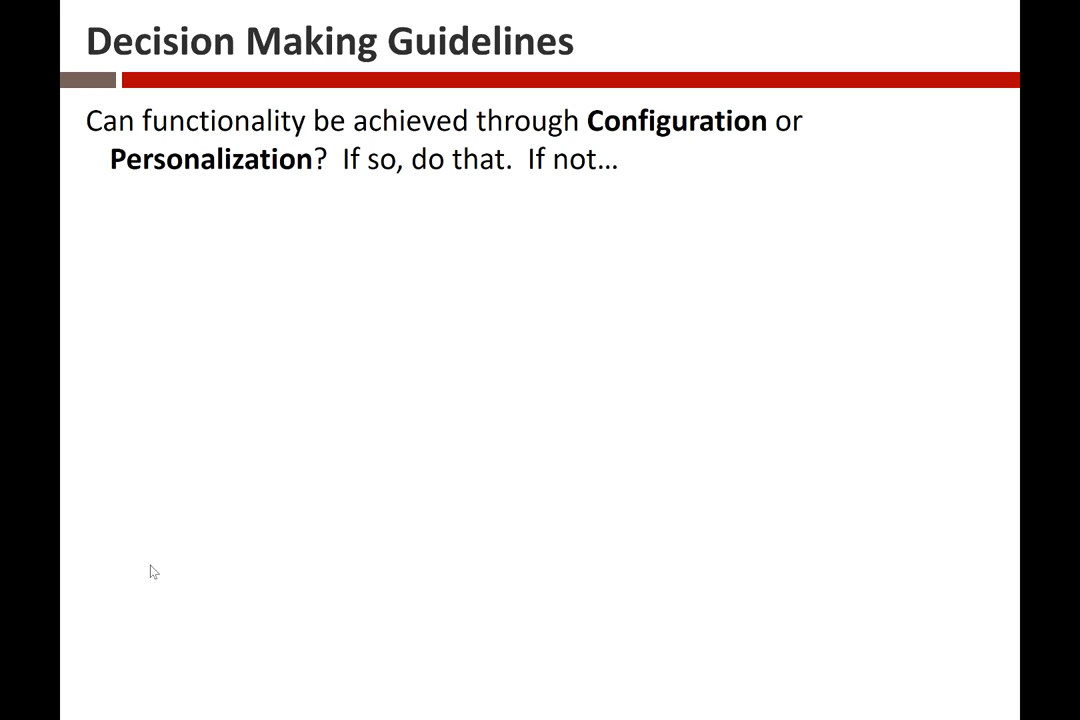 Decision Making Guidelines
Can functionality be achieved through Configuration or
Personalization? If so, do that. If not...